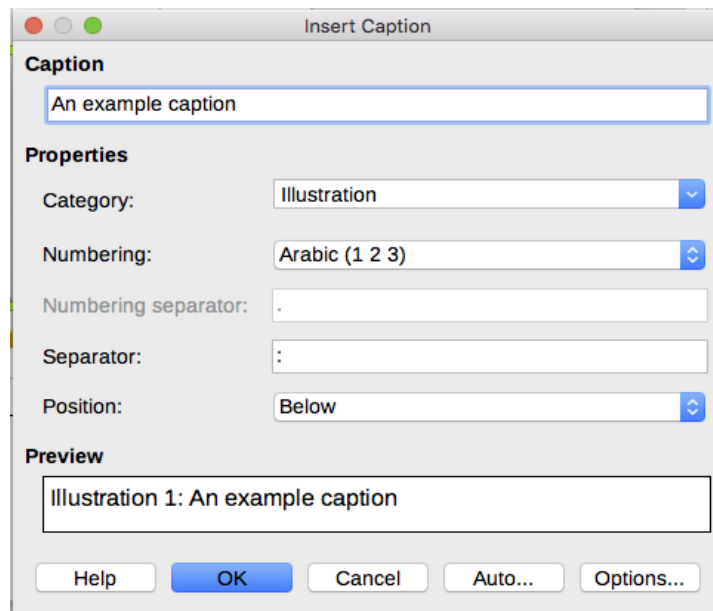 Insert Caption
Caption
An example caption
Properties
Category: Illustration
Numbering: Arabic (1 2 3)
Numbering separator: .
Separator: :
Position: Below
Preview
Illustration 1: An example caption
Help OK Cancel Auto... Options...